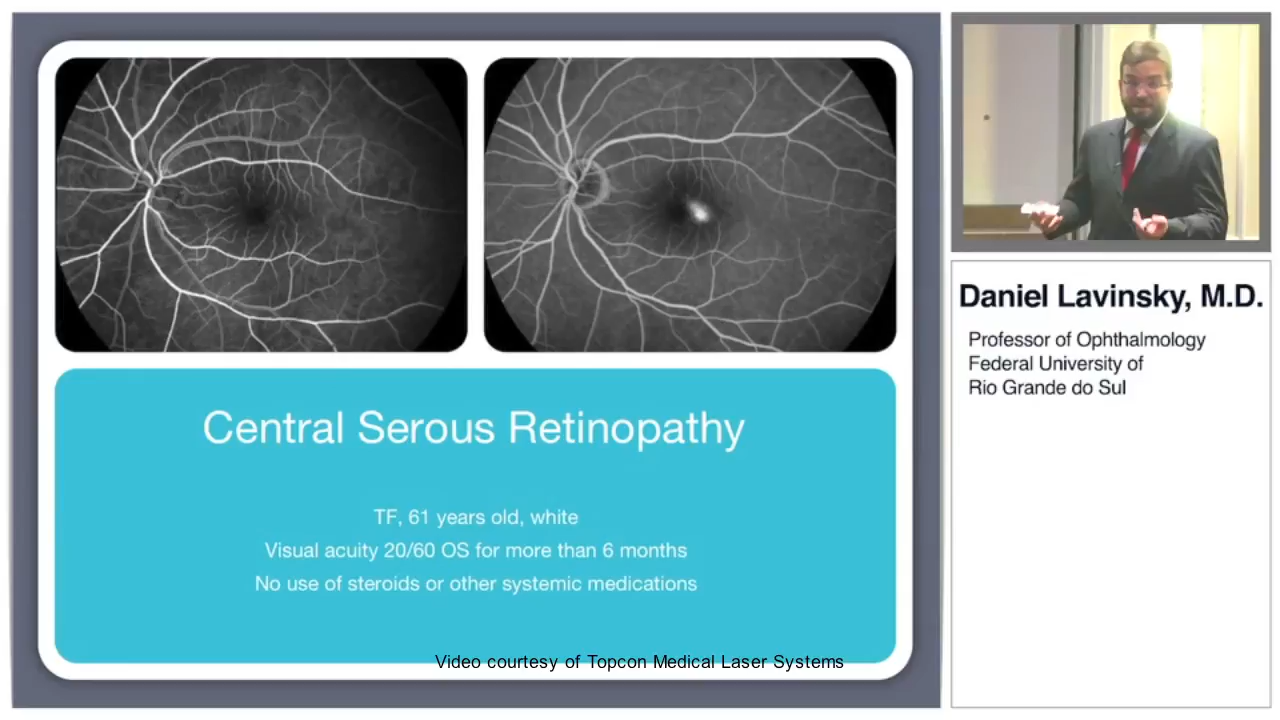 Central Serous Retinopathy
TF, 61 years old, white
Visual acuity 20/60 OS for more than 6 months
No use of steroids or other systemic medications
Video courtesy of Topcon Medical Laser Systems
Daniel Lavinsky, M.D.
Professor of Ophthalmology
Federal University of
Rio Grande do Sul